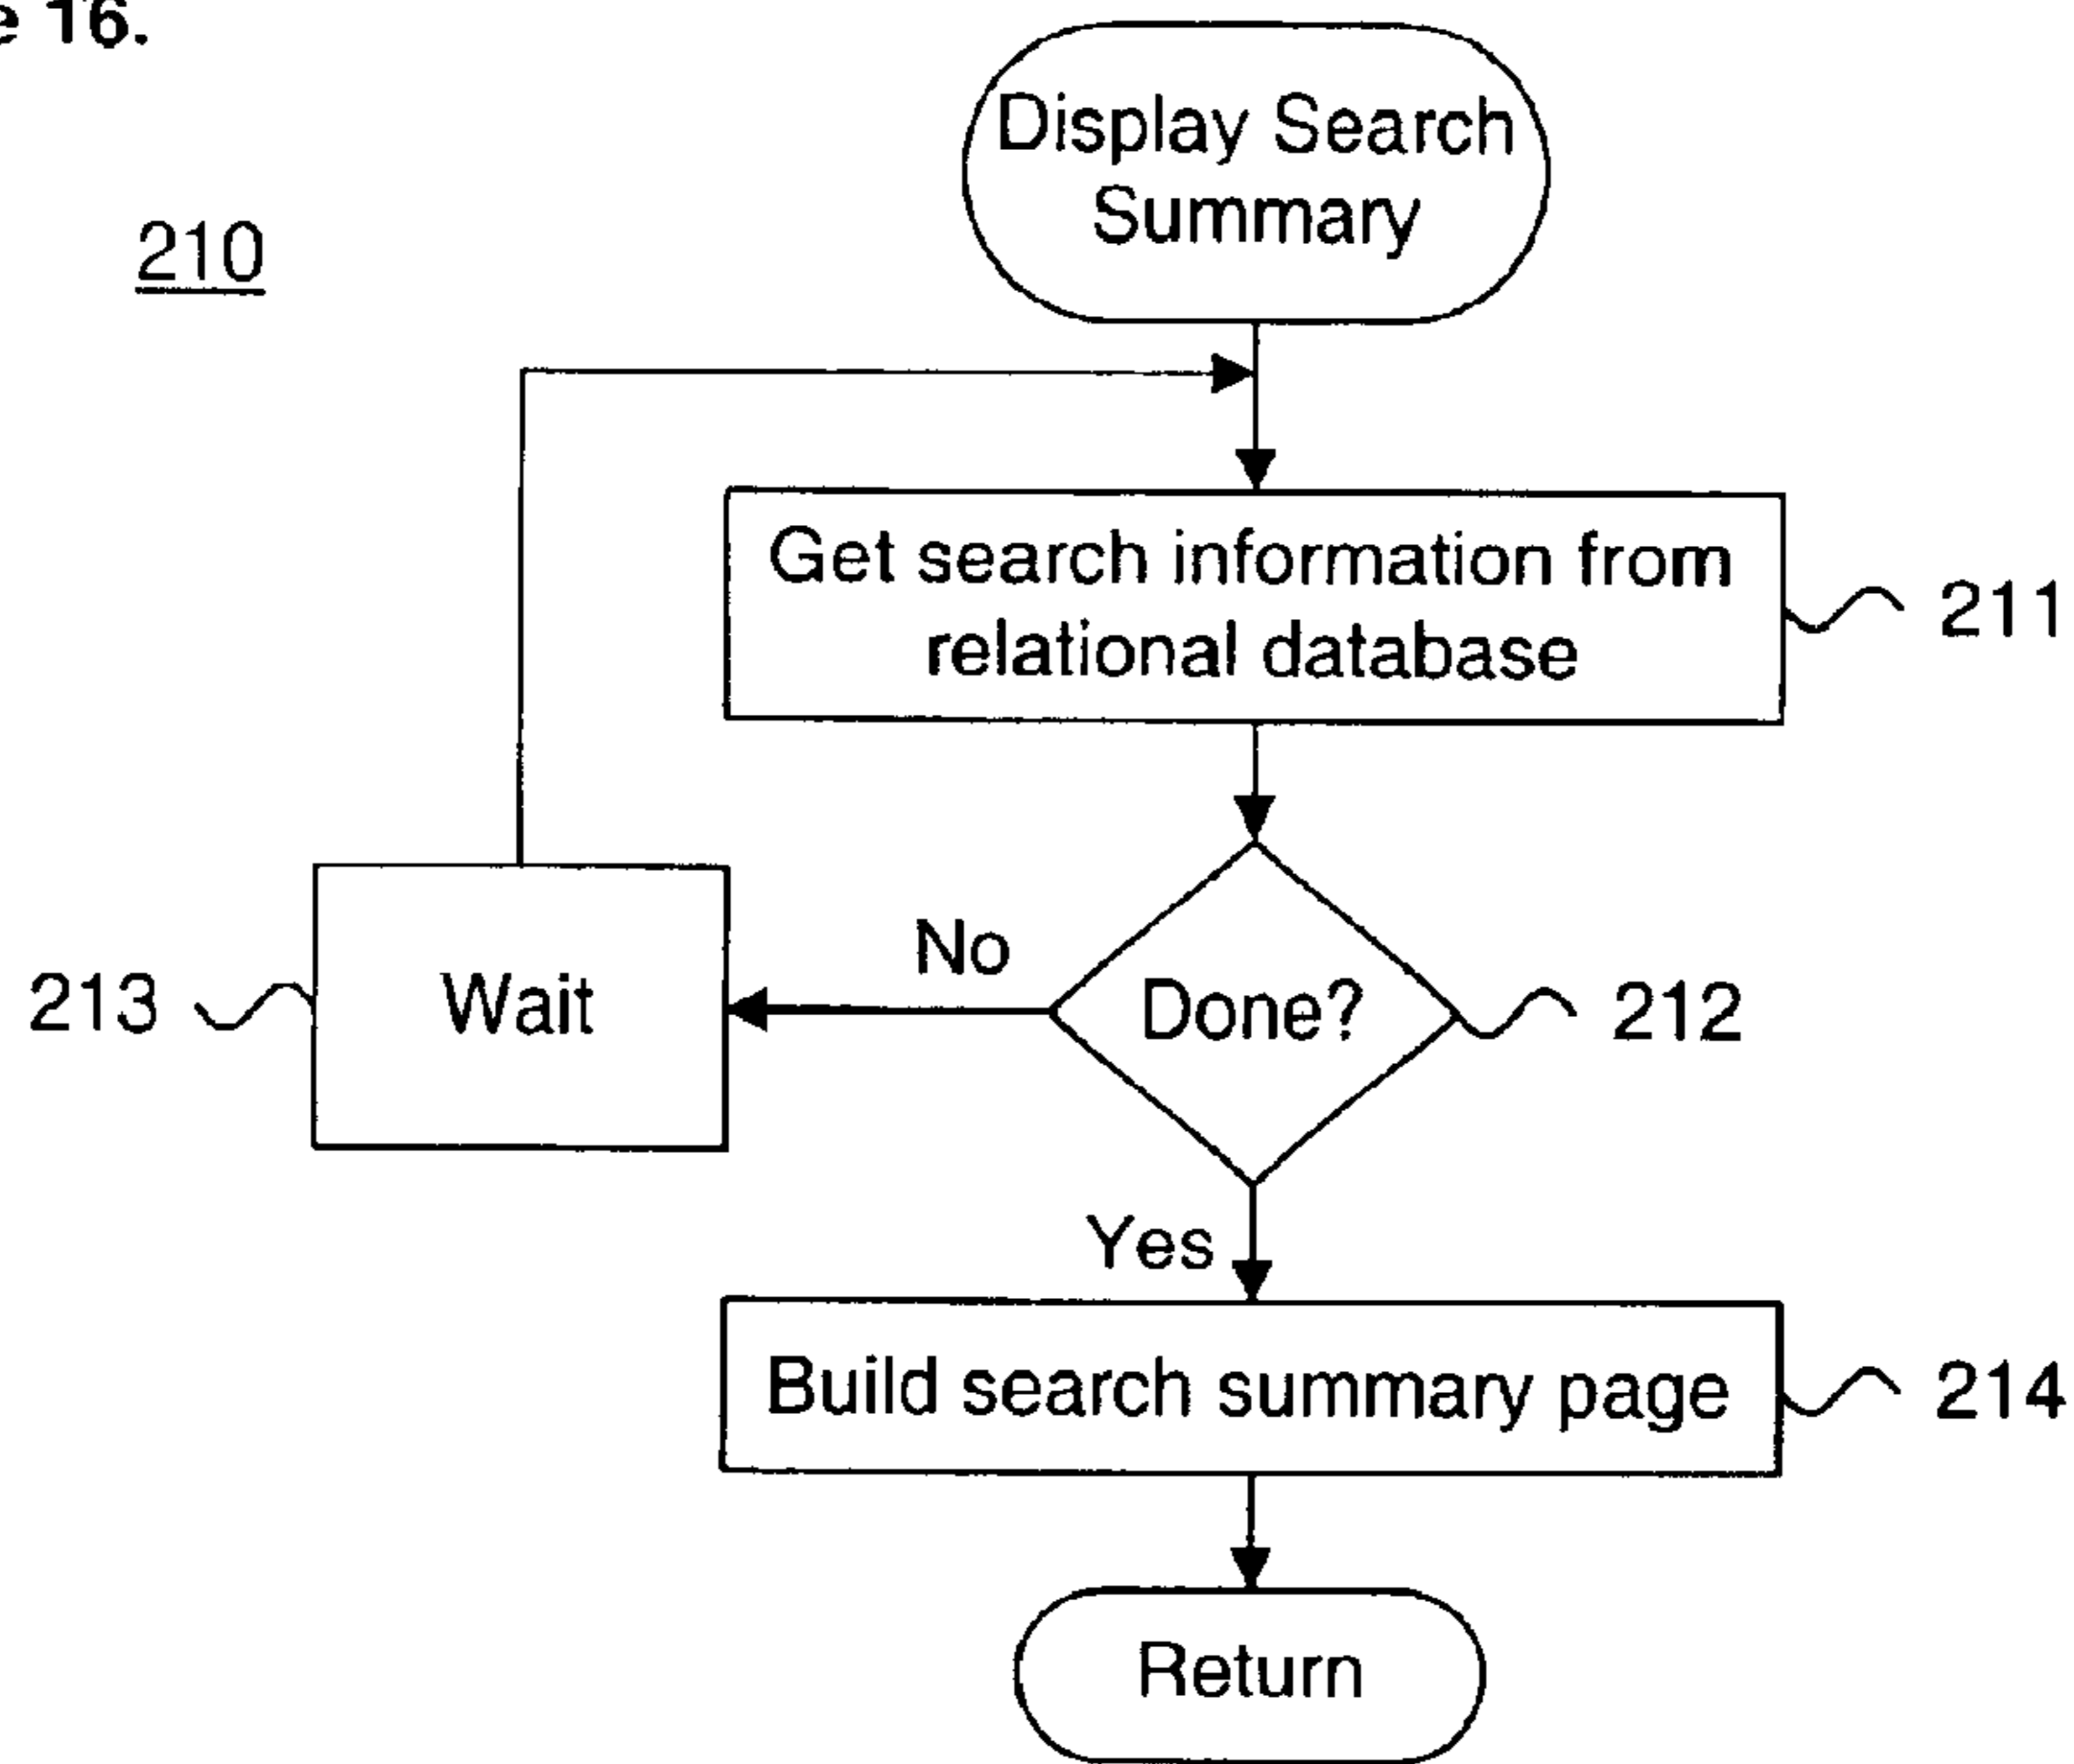 16.
Display Search
Summary
210
Get search information from
relational database
211
No
Done?
212
213
Wait
Yes
Build search summary page
214
Return